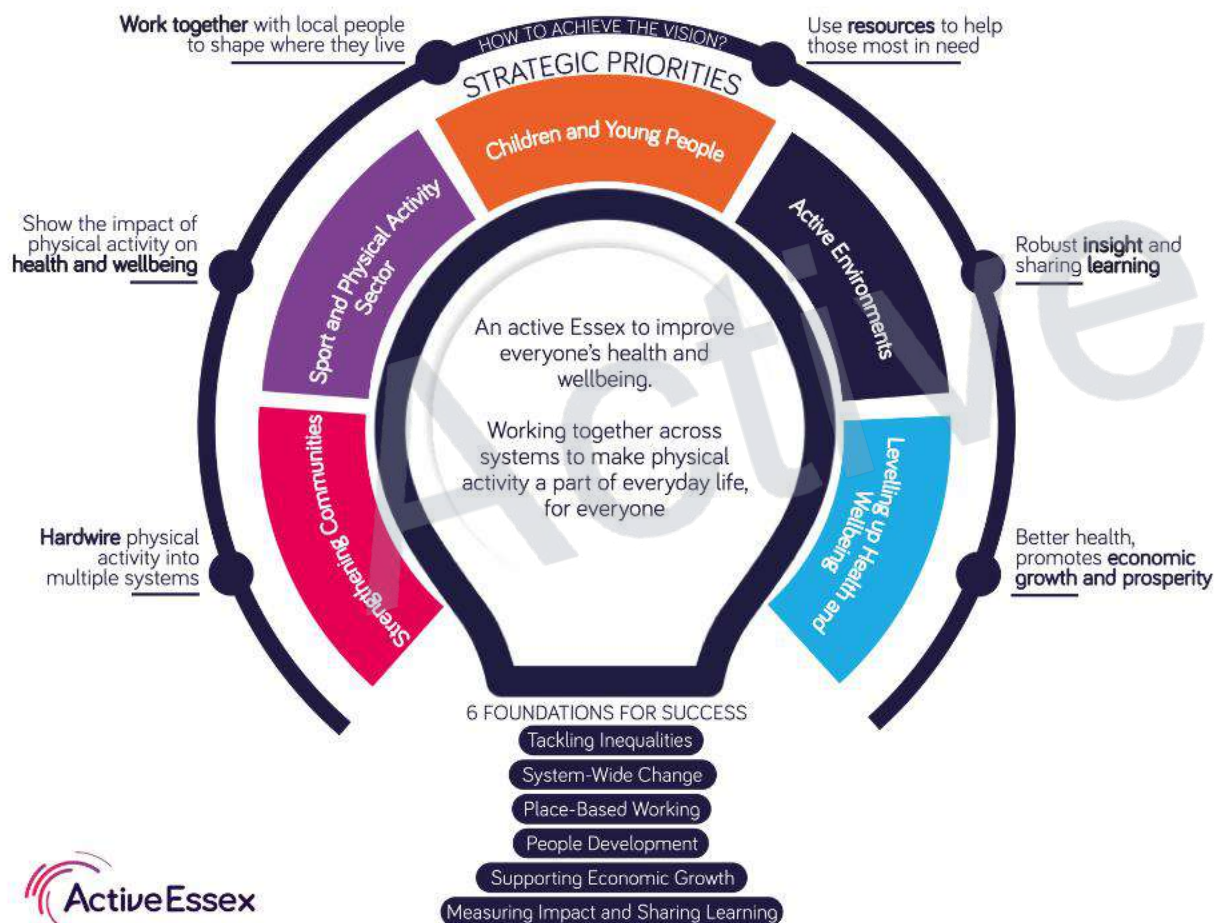 Work together with local people
to shape where they live
HOW TO ACHIEVE THE VISION?
Use resources to help
those most in need
STRATEGIC PRIORITIES
Children and Young People
Sport and Physical Activity
Sector
Active Environments
Show the impact of
physical activity on
health and wellbeing
Robust insight and
sharing learning
An active Essex to improve
everyone's health and
wellbeing.
Working together across
systems to make physical
activity a part of everyday life,
for everyone
Strengthening Communities
Levelling up Health and
Wellbeing
Hardwire physical
activity into
multiple systems
Better health,
promotes economic
growth and prosperity
6 FOUNDATIONS FOR SUCCESS
Tackling Inequalities
System-Wide Change
Place-Based Working
People Development
Supporting Economic Growth
Measuring Impact and Sharing Learning
ActiveEssex
Active